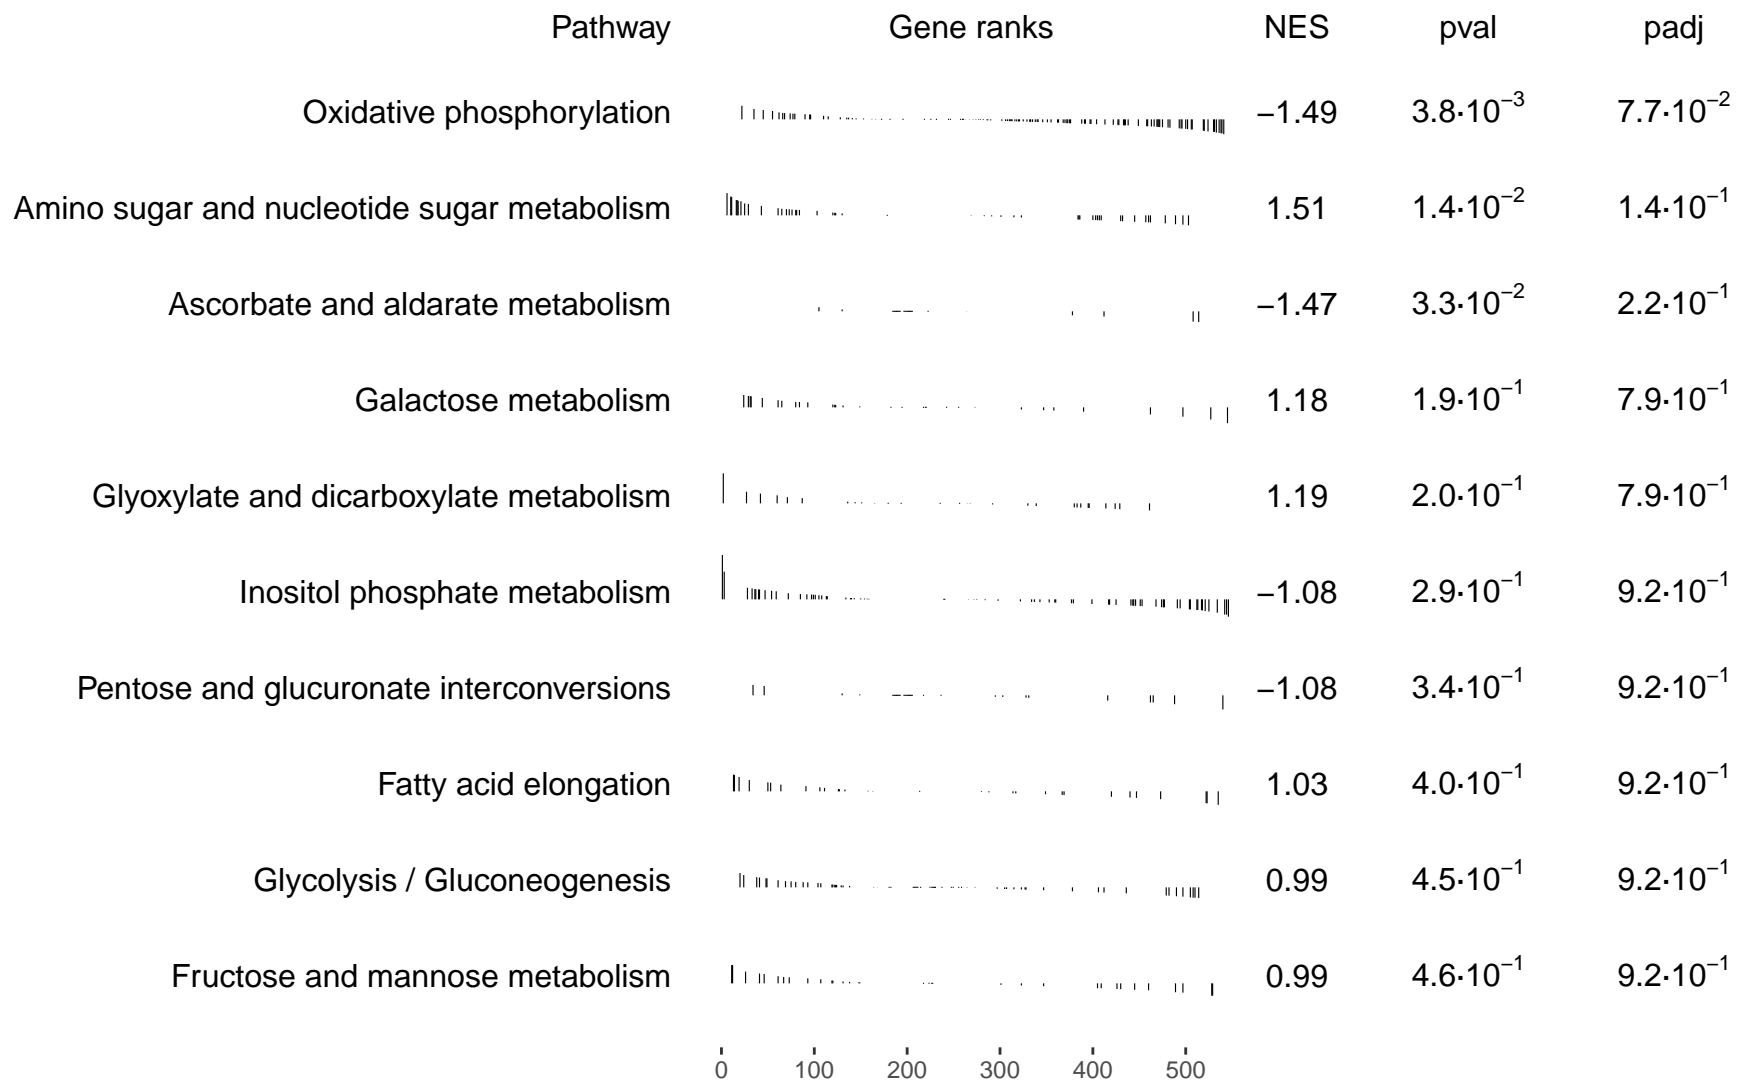 Pathway Gene ranks NES pval padj
Oxidative phosphorylation −1.49 3.8·10⁻³ 7.7·10⁻²
Amino sugar and nucleotide sugar metabolism 1.51 1.4·10⁻² 1.4·10⁻¹
Ascorbate and aldarate metabolism −1.47 3.3·10⁻² 2.2·10⁻¹
Galactose metabolism 1.18 1.9·10⁻¹ 7.9·10⁻¹
Glyoxylate and dicarboxylate metabolism 1.19 2.0·10⁻¹ 7.9·10⁻¹
Inositol phosphate metabolism −1.08 2.9·10⁻¹ 9.2·10⁻¹
Pentose and glucuronate interconversions −1.08 3.4·10⁻¹ 9.2·10⁻¹
Fatty acid elongation 1.03 4.0·10⁻¹ 9.2·10⁻¹
Glycolysis / Gluconeogenesis 0.99 4.5·10⁻¹ 9.2·10⁻¹
Fructose and mannose metabolism 0.99 4.6·10⁻¹ 9.2·10⁻¹
0 100 200 300 400 500